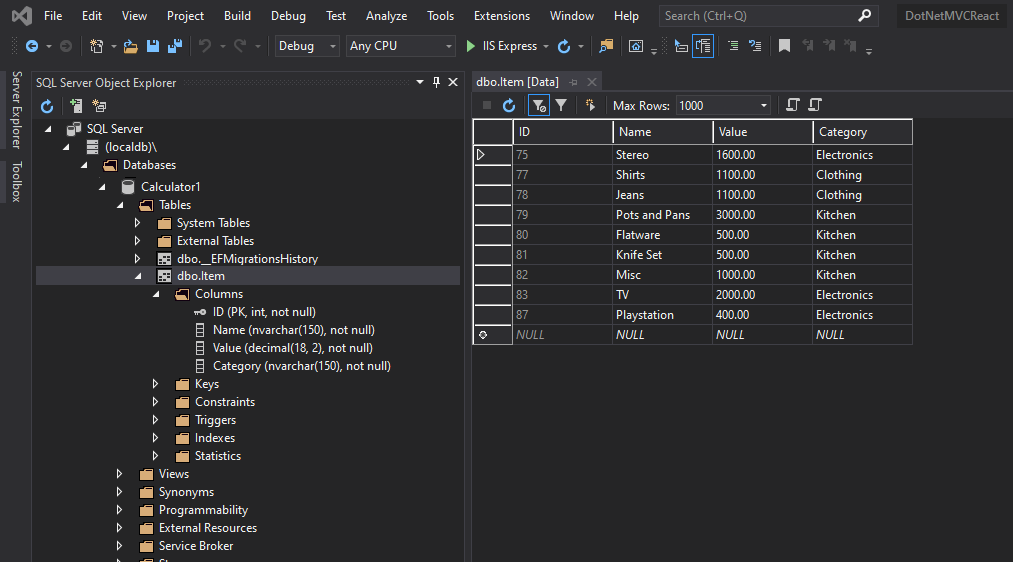 File Edit View Project Build Debug Test Analyze Tools Extensions Window Help Search (Ctrl+Q) DotNetMVCReact
Debug Any CPU IIS Express
Server Explorer
Toolbox
SQL Server Object Explorer
SQL Server
(localdb)\
Databases
Calculator1
Tables
System Tables
External Tables
dbo.__EFMigrationsHistory
dbo.Item
Columns
ID (PK, int, not null)
Name (nvarchar(150), not null)
Value (decimal(18, 2), not null)
Category (nvarchar(150), not null)
Keys
Constraints
Triggers
Indexes
Statistics
Views
Synonyms
Programmability
External Resources
Service Broker
dbo.Item [Data]
Max Rows: 1000
ID Name Value Category
75 Stereo 1600.00 Electronics
77 Shirts 1100.00 Clothing
78 Jeans 1100.00 Clothing
79 Pots and Pans 3000.00 Kitchen
80 Flatware 500.00 Kitchen
81 Knife Set 500.00 Kitchen
82 Misc 1000.00 Kitchen
83 TV 2000.00 Electronics
87 Playstation 400.00 Electronics
NULL NULL NULL NULL